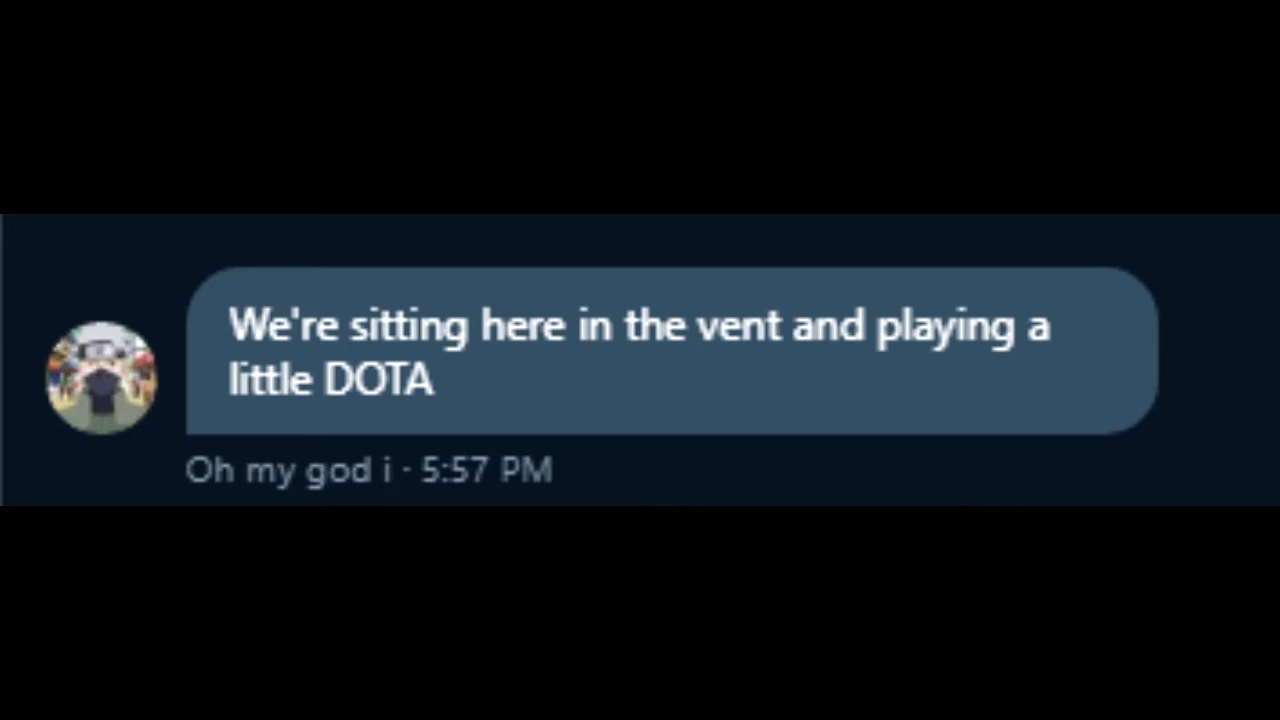 We're sitting here in the vent and playing a
little DOTA
Oh my god i · 5:57 PM